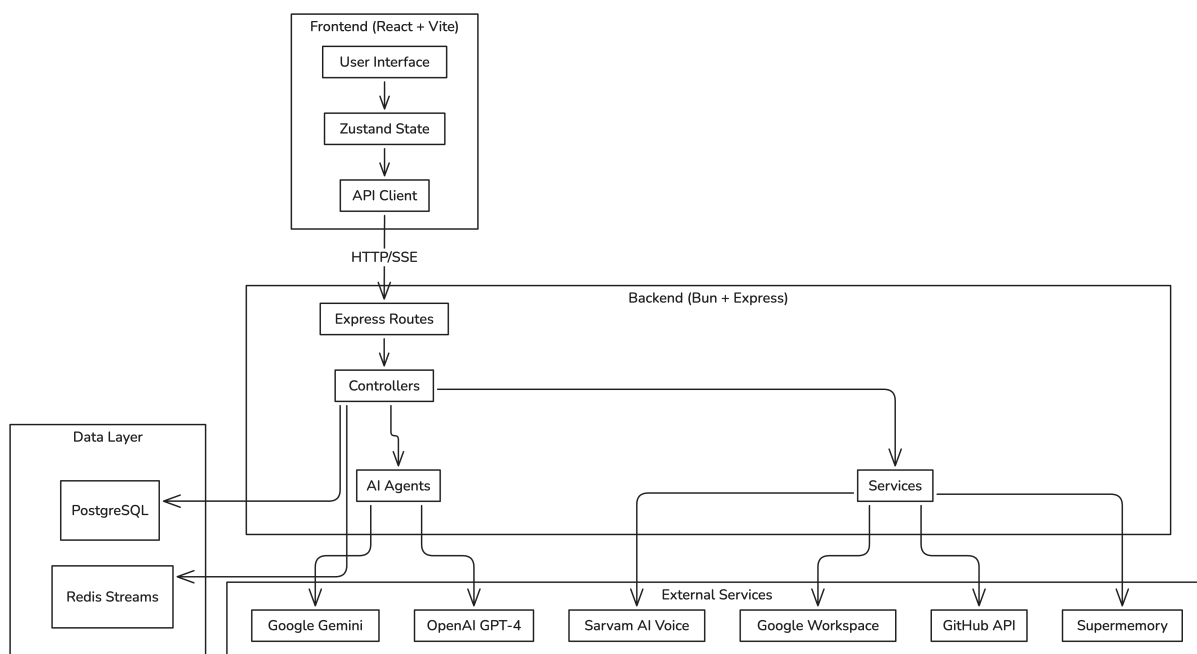 Frontend (React + Vite)
User Interface
Zustand State
API Client
HTTP/SSE
Backend (Bun + Express)
Express Routes
Controllers
Data Layer
AI Agents
Services
PostgreSQL
Redis Streams
External Services
Google Gemini
OpenAI GPT-4
Sarvam AI Voice
Google Workspace
GitHub API
Supermemory